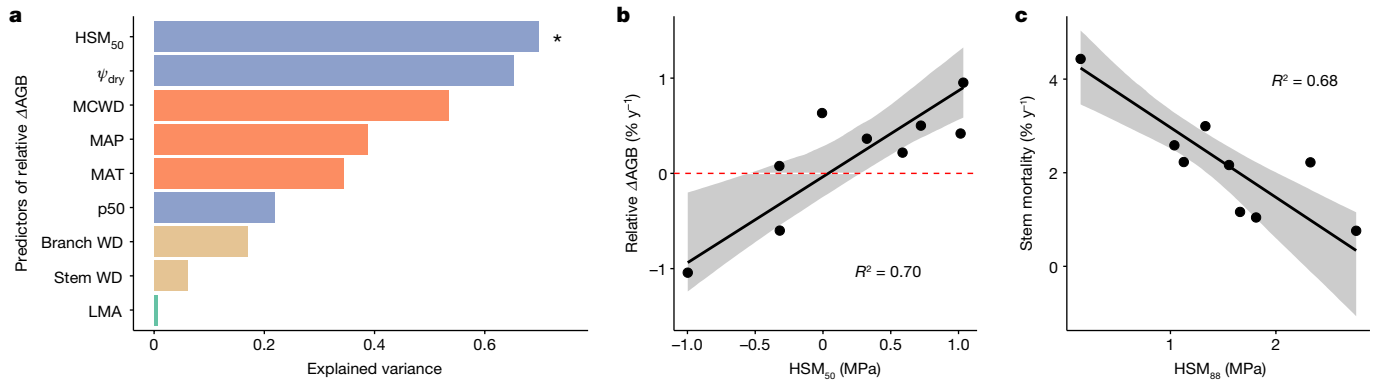 a
Predictors of relative ΔAGB
HSM50
*
ψdry
MCWD
MAP
MAT
p50
Branch WD
Stem WD
LMA
0 0.2 0.4 0.6
Explained variance
b
Relative ΔAGB (% y−1)
1
0
−1
R2 = 0.70
−1.0 −0.5 0 0.5 1.0
HSM50 (MPa)
c
Stem mortality (% y−1)
4
2
0
R2 = 0.68
1 2
HSM88 (MPa)